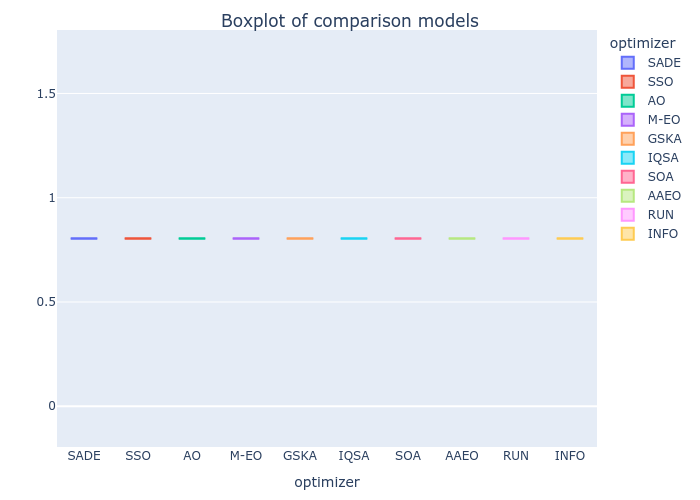 Boxplot of comparison models
1.5
1
0.5
0
SADE SSO AO M-EO GSKA IQSA SOA AAEO RUN INFO
optimizer
optimizer
SADE
SSO
AO
M-EO
GSKA
IQSA
SOA
AAEO
RUN
INFO